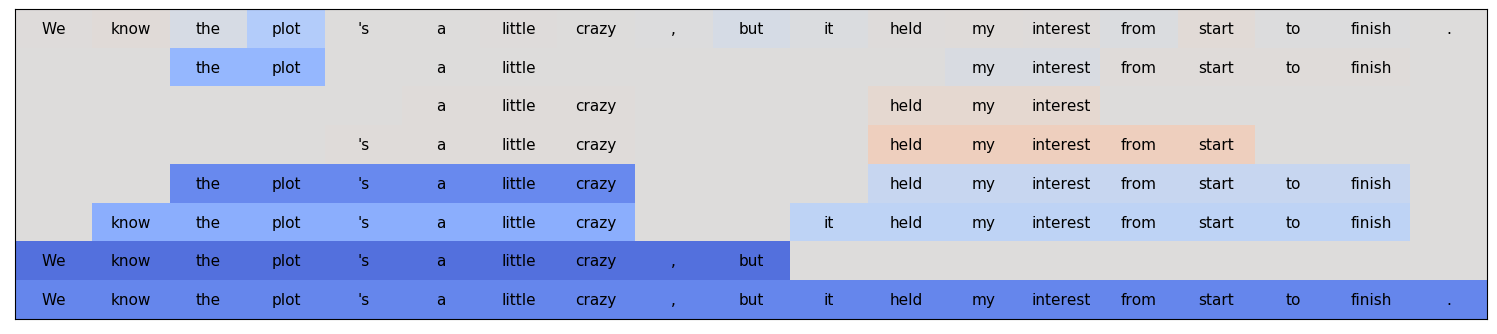 We know the plot 's a little crazy , but it held my interest from start to finish .
the plot a little my interest from start to finish
a little crazy held my interest
's a little crazy held my interest from start
the plot 's a little crazy held my interest from start to finish
know the plot 's a little crazy it held my interest from start to finish
We know the plot 's a little crazy , but
We know the plot 's a little crazy , but it held my interest from start to finish .